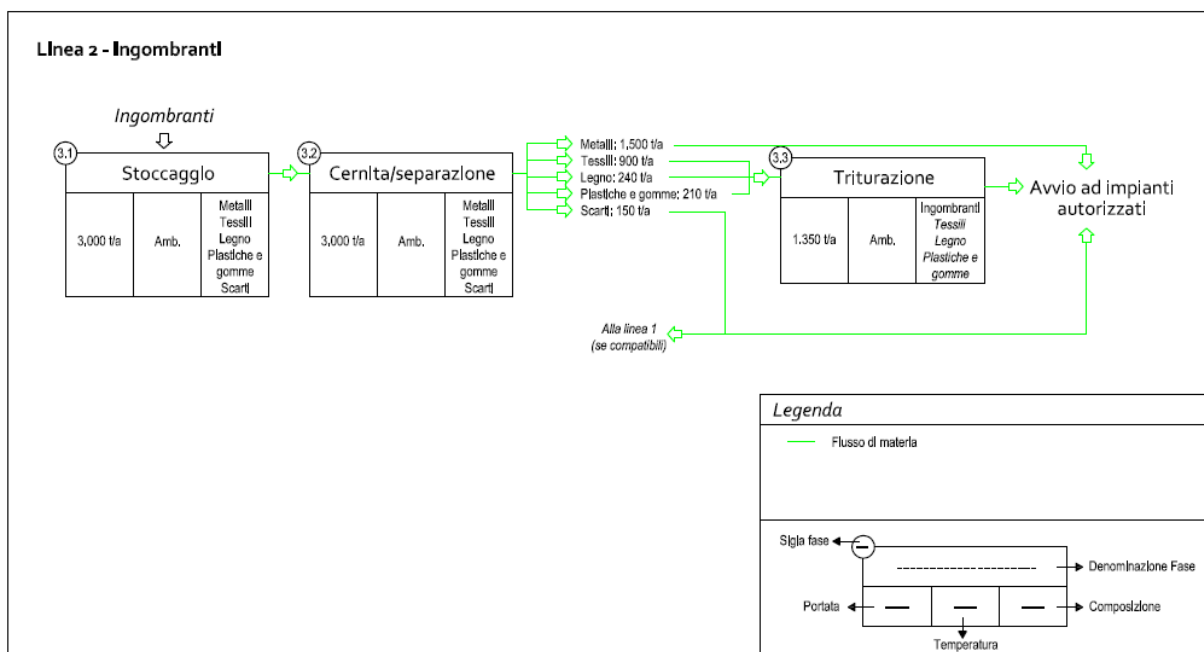 Linea 2 - Ingombranti
Ingombranti
3.1
Stoccaggio
3.000 t/a
Amb.
Metalli
Tessili
Legno
Plastiche e
gomme
Scarti
3.2
Cernita/separazione
3.000 t/a
Amb.
Metalli
Tessili
Legno
Plastiche e
gomme
Scarti
Metalli: 1.500 t/a
Tessili: 900 t/a
Legno: 240 t/a
Plastiche e gomme: 210 t/a
Scarti: 150 t/a
3.3
Triturazione
1.350 t/a
Amb.
Ingombranti
Tessili
Legno
Plastiche e
gomme
Avvio ad impianti
autorizzati
Alla linea 1
(se compatibili)
Legenda
Flusso di materia
Sigla fase
Denominazione Fase
Portata
Composizione
Temperatura